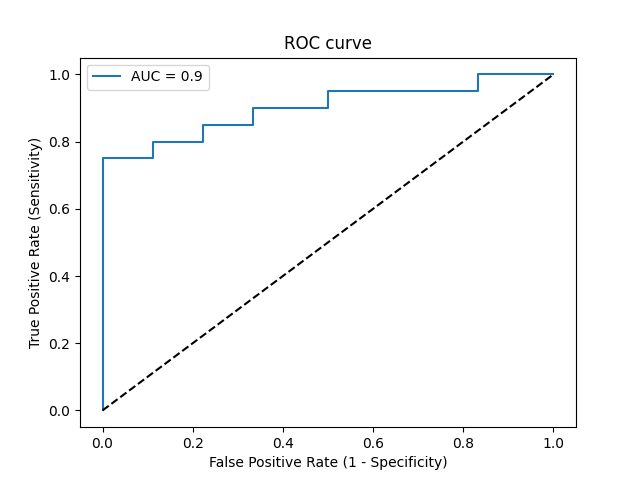 ROC curve
AUC = 0.9
1.0
0.8
0.6
0.4
0.2
0.0
True Positive Rate (Sensitivity)
0.0 0.2 0.4 0.6 0.8 1.0
False Positive Rate (1 - Specificity)